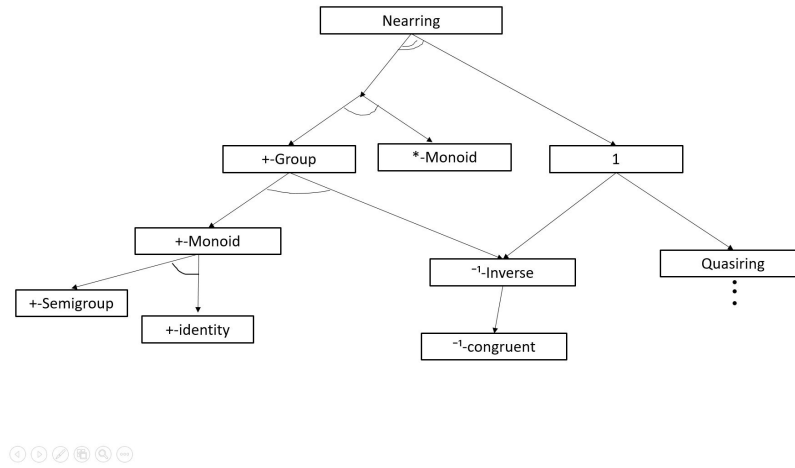 Nearring
+-Group
*-Monoid
1
+-Monoid
⁻¹-Inverse
Quasiring
+-Semigroup
+-identity
⁻¹-congruent